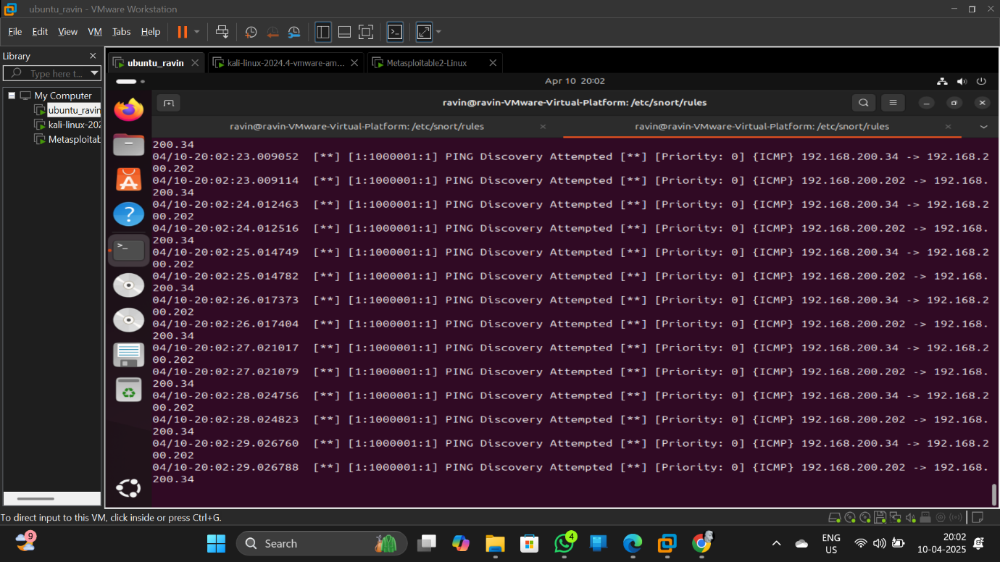 ubuntu_ravin - VMware Workstation
File Edit View VM Tabs Help
Library
Type here t...
My Computer
ubuntu_ravin
kali-linux-202
Metasploitab
ubuntu_ravin
kali-linux-2024.4-vmware-am...
Metasploitable2-Linux
Apr 10 20:02
ravin@ravin-VMware-Virtual-Platform: /etc/snort/rules
ravin@ravin-VMware-Virtual-Platform: /etc/snort/rules
ravin@ravin-VMware-Virtual-Platform: /etc/snort/rules
200.34
04/10-20:02:23.009052 [**] [1:1000001:1] PING Discovery Attempted [**] [Priority: 0] {ICMP} 192.168.200.34 -> 192.168.2
00.202
04/10-20:02:23.009114 [**] [1:1000001:1] PING Discovery Attempted [**] [Priority: 0] {ICMP} 192.168.200.202 -> 192.168.
200.34
04/10-20:02:24.012463 [**] [1:1000001:1] PING Discovery Attempted [**] [Priority: 0] {ICMP} 192.168.200.34 -> 192.168.2
00.202
04/10-20:02:24.012516 [**] [1:1000001:1] PING Discovery Attempted [**] [Priority: 0] {ICMP} 192.168.200.202 -> 192.168.
200.34
04/10-20:02:25.014749 [**] [1:1000001:1] PING Discovery Attempted [**] [Priority: 0] {ICMP} 192.168.200.34 -> 192.168.2
00.202
04/10-20:02:25.014782 [**] [1:1000001:1] PING Discovery Attempted [**] [Priority: 0] {ICMP} 192.168.200.202 -> 192.168.
200.34
04/10-20:02:26.017373 [**] [1:1000001:1] PING Discovery Attempted [**] [Priority: 0] {ICMP} 192.168.200.34 -> 192.168.2
00.202
04/10-20:02:26.017404 [**] [1:1000001:1] PING Discovery Attempted [**] [Priority: 0] {ICMP} 192.168.200.202 -> 192.168.
200.34
04/10-20:02:27.021017 [**] [1:1000001:1] PING Discovery Attempted [**] [Priority: 0] {ICMP} 192.168.200.34 -> 192.168.2
00.202
04/10-20:02:27.021079 [**] [1:1000001:1] PING Discovery Attempted [**] [Priority: 0] {ICMP} 192.168.200.202 -> 192.168.
200.34
04/10-20:02:28.024756 [**] [1:1000001:1] PING Discovery Attempted [**] [Priority: 0] {ICMP} 192.168.200.34 -> 192.168.2
00.202
04/10-20:02:28.024823 [**] [1:1000001:1] PING Discovery Attempted [**] [Priority: 0] {ICMP} 192.168.200.202 -> 192.168.
200.34
04/10-20:02:29.026760 [**] [1:1000001:1] PING Discovery Attempted [**] [Priority: 0] {ICMP} 192.168.200.34 -> 192.168.2
00.202
04/10-20:02:29.026788 [**] [1:1000001:1] PING Discovery Attempted [**] [Priority: 0] {ICMP} 192.168.200.202 -> 192.168.
200.34
To direct input to this VM, click inside or press Ctrl+G.
9
Search
4
ENG
US
20:02
10-04-2025